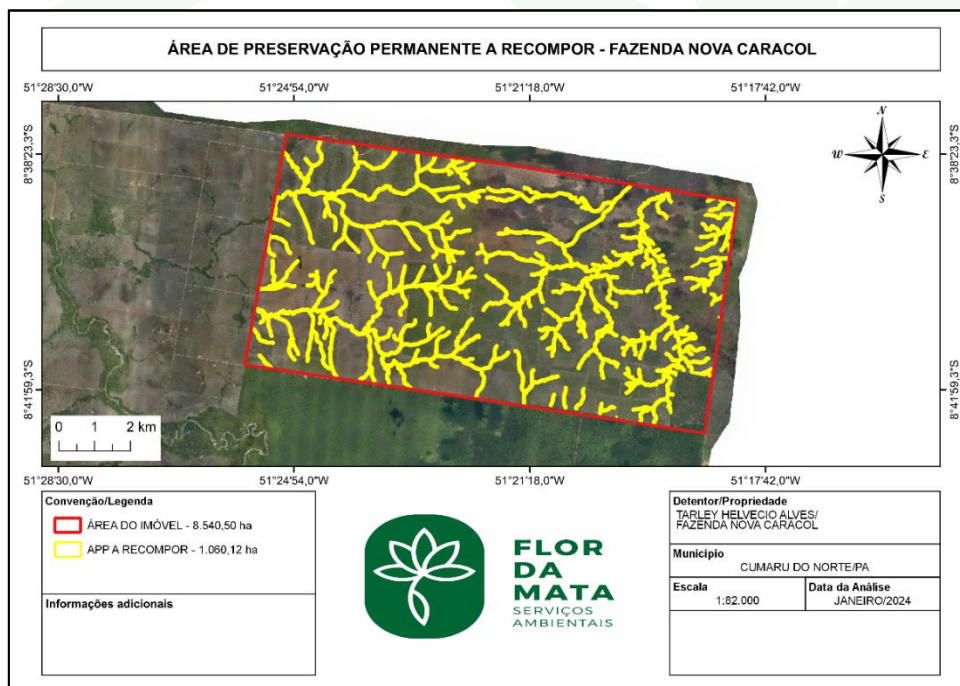 ÁREA DE PRESERVAÇÃO PERMANENTE A RECOMPOR - FAZENDA NOVA CARACOL
51°28'30,0"W
51°24'54,0"W
51°21'18,0"W
51°17'42,0"W
N
W
E
S
8°38'23,3"S
8°38'23,3"S
8°41'59,3"S
8°41'59,3"S
0 1 2 km
51°28'30,0"W
51°24'54,0"W
51°21'18,0"W
51°17'42,0"W
Convenção/Legenda
ÁREA DO IMÓVEL - 8.540,50 ha
APP A RECOMPOR - 1.060,12 ha
Informações adicionais
FLOR
DA
MATA
SERVIÇOS
AMBIENTAIS
Detentor/Propriedade
TARLEY HELVECIO ALVES/
FAZENDA NOVA CARACOL
Município
CUMARU DO NORTE/PA
Escala
1:82.000
Data da Análise
JANEIRO/2024